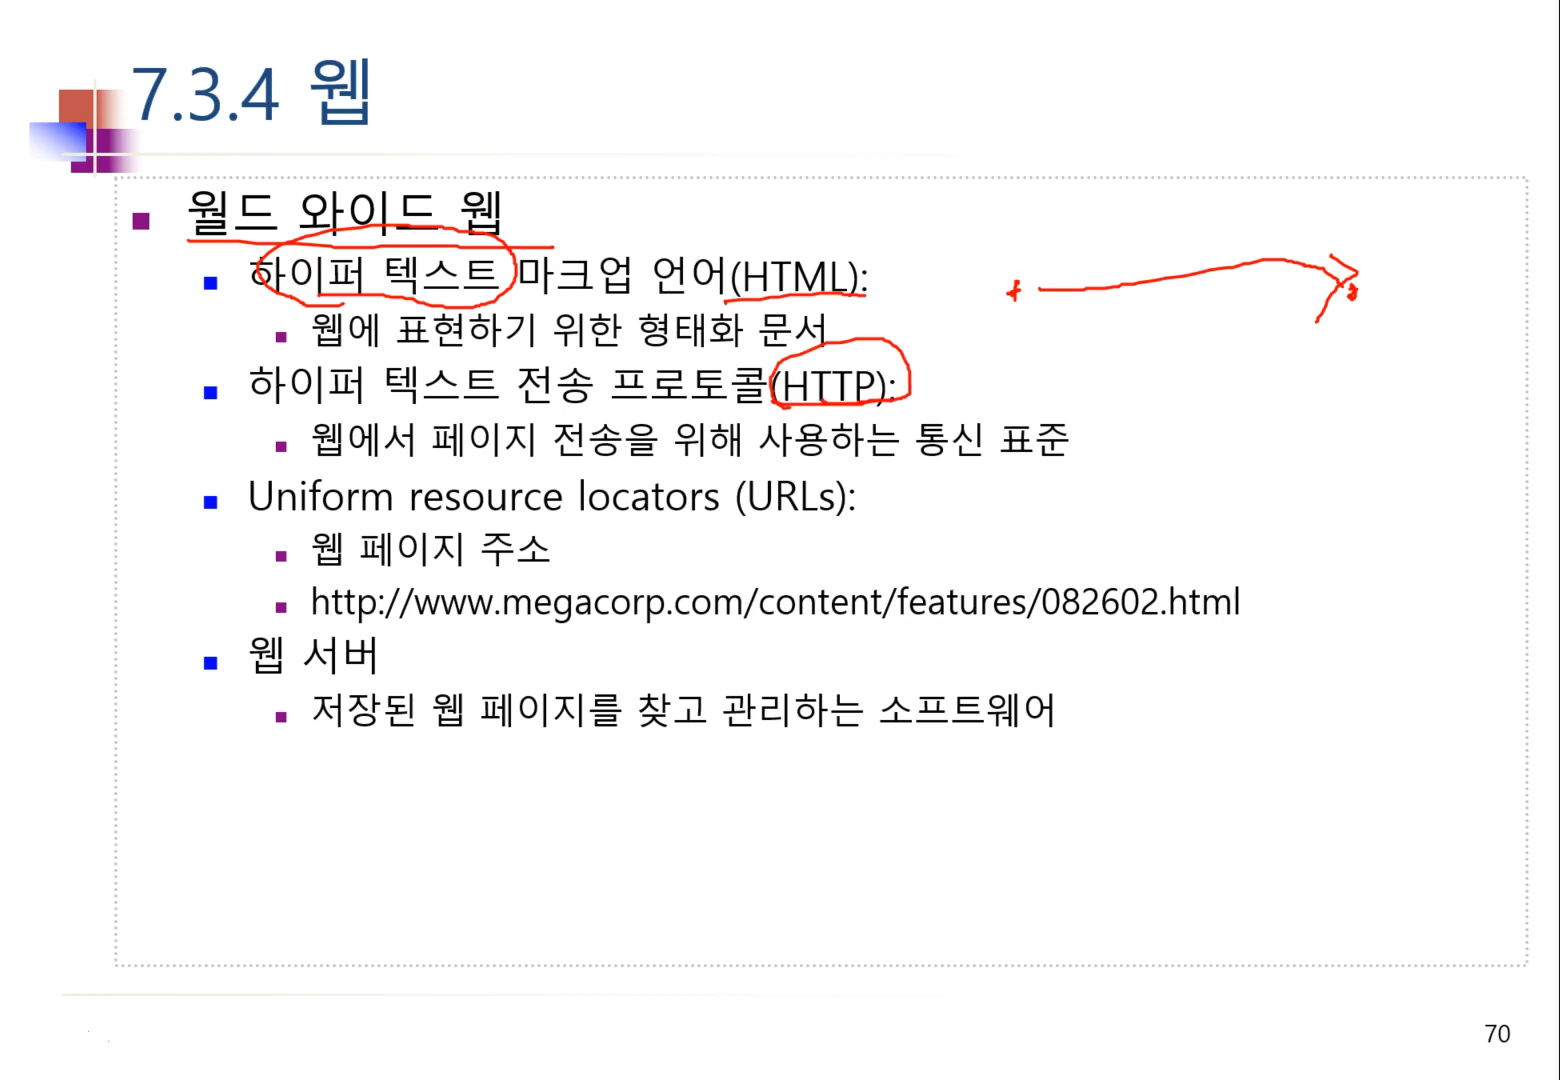 7.3.4 웹
월드 와이드 웹
하이퍼 텍스트 마크업 언어(HTML):
웹에 표현하기 위한 형태화 문서
하이퍼 텍스트 전송 프로토콜(HTTP):
웹에서 페이지 전송을 위해 사용하는 통신 표준
Uniform resource locators (URLs):
웹 페이지 주소
http://www.megacorp.com/content/features/082602.html
웹 서버
저장된 웹 페이지를 찾고 관리하는 소프트웨어
70